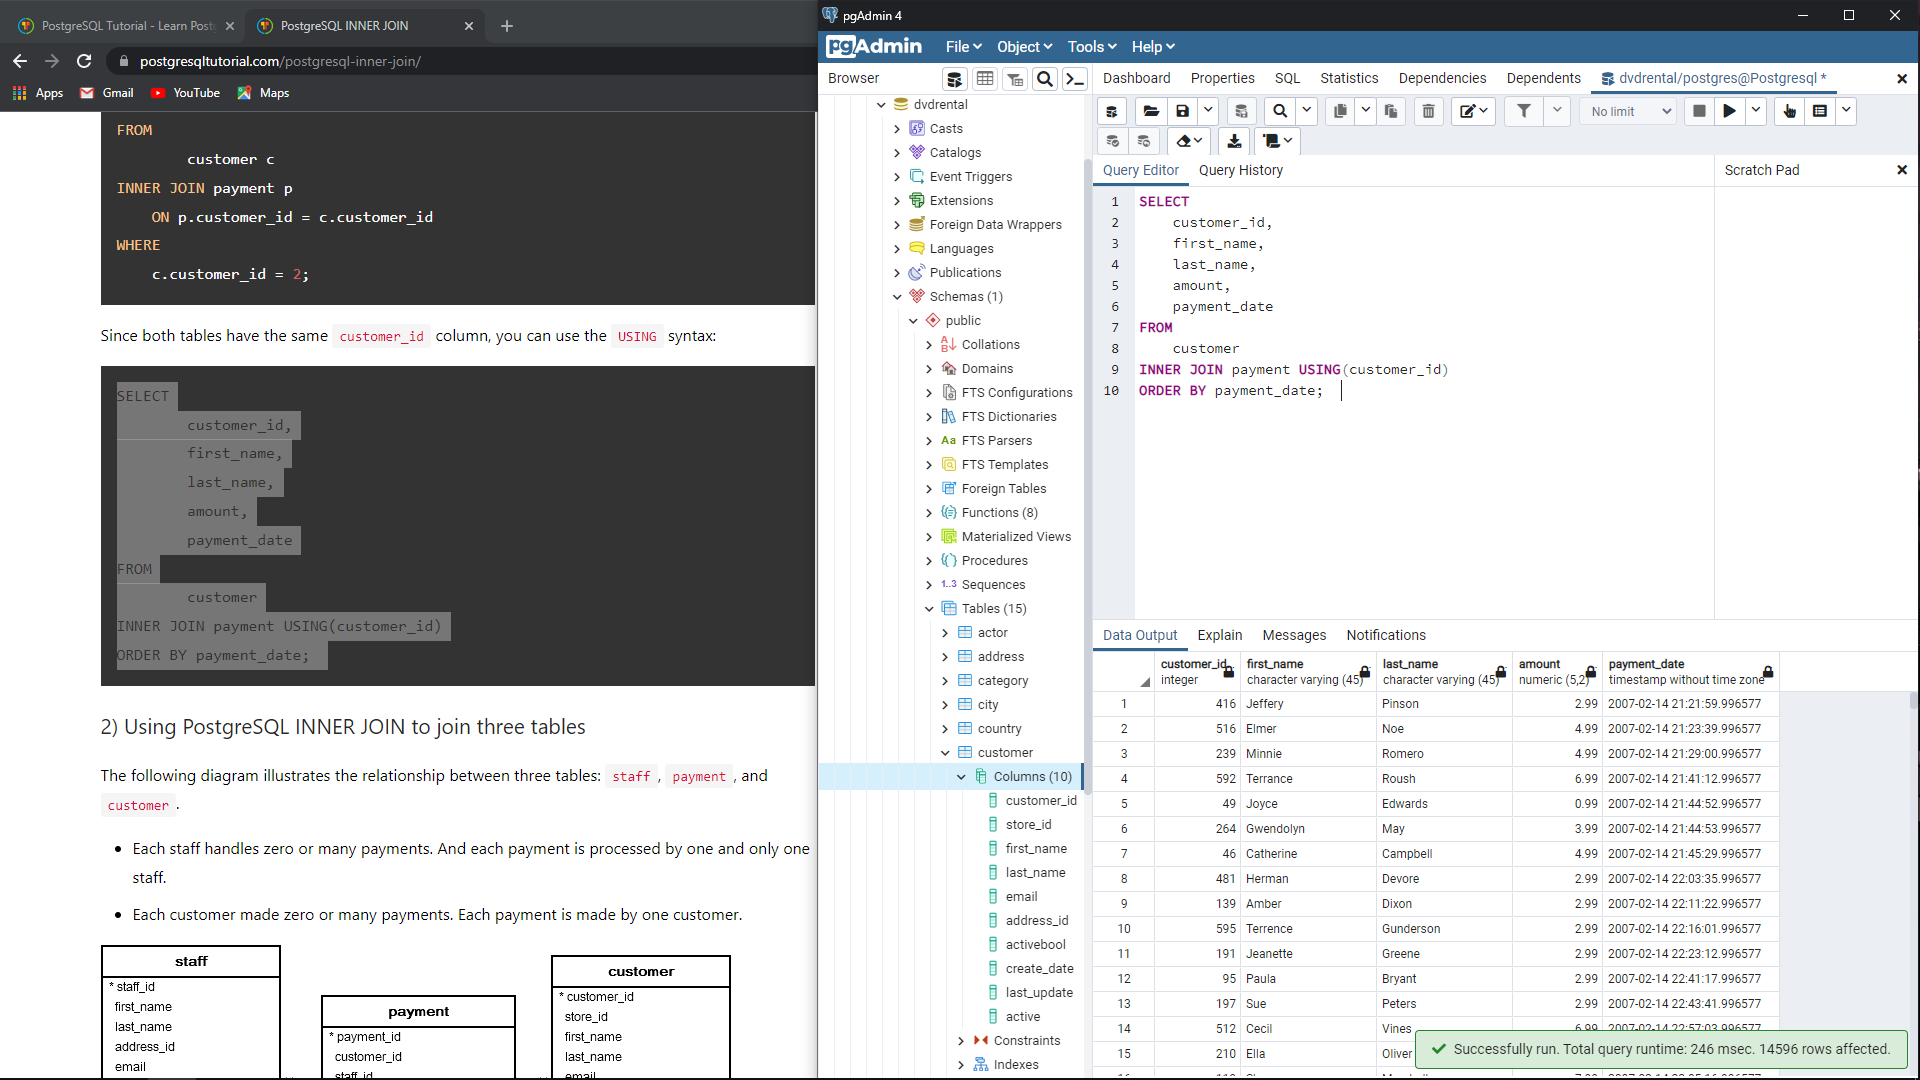 PostgreSQL Tutorial - Learn Postg
PostgreSQL INNER JOIN
postgresqltutorial.com/postgresql-inner-join/
Apps
Gmail
YouTube
Maps
FROM
customer c
INNER JOIN payment p
ON p.customer_id = c.customer_id
WHERE
c.customer_id = 2;
Since both tables have the same customer_id column, you can use the USING syntax:
SELECT
customer_id,
first_name,
last_name,
amount,
payment_date
FROM
customer
INNER JOIN payment USING(customer_id)
ORDER BY payment_date;
2) Using PostgreSQL INNER JOIN to join three tables
The following diagram illustrates the relationship between three tables: staff , payment , and
customer .
Each staff handles zero or many payments. And each payment is processed by one and only one
staff.
Each customer made zero or many payments. Each payment is made by one customer.
staff
* staff_id
first_name
last_name
address_id
email
payment
* payment_id
customer_id
staff_id
customer
* customer_id
store_id
first_name
last_name
email
pgAdmin 4
pgAdmin
File
Object
Tools
Help
Browser
dvdrental
Casts
Catalogs
Event Triggers
Extensions
Foreign Data Wrappers
Languages
Publications
Schemas (1)
public
Collations
Domains
FTS Configurations
FTS Dictionaries
Aa FTS Parsers
FTS Templates
Foreign Tables
Functions (8)
Materialized Views
Procedures
1..3 Sequences
Tables (15)
actor
address
category
city
country
customer
Columns (10)
customer_id
store_id
first_name
last_name
email
address_id
activebool
create_date
last_update
active
Constraints
Indexes
Dashboard
Properties
SQL
Statistics
Dependencies
Dependents
dvdrental/postgres@Postgresql *
No limit
Query Editor
Query History
Scratch Pad
1 SELECT
2 customer_id,
3 first_name,
4 last_name,
5 amount,
6 payment_date
7 FROM
8 customer
9 INNER JOIN payment USING(customer_id)
10 ORDER BY payment_date;
Data Output
Explain
Messages
Notifications
customer_id first_name last_name amount payment_date
integer character varying (45) character varying (45) numeric (5,2) timestamp without time zone
1 416 Jeffery Pinson 2.99 2007-02-14 21:21:59.996577
2 516 Elmer Noe 4.99 2007-02-14 21:23:39.996577
3 239 Minnie Romero 4.99 2007-02-14 21:29:00.996577
4 592 Terrance Roush 6.99 2007-02-14 21:41:12.996577
5 49 Joyce Edwards 0.99 2007-02-14 21:44:52.996577
6 264 Gwendolyn May 3.99 2007-02-14 21:44:53.996577
7 46 Catherine Campbell 4.99 2007-02-14 21:45:29.996577
8 481 Herman Devore 2.99 2007-02-14 22:03:35.996577
9 139 Amber Dixon 2.99 2007-02-14 22:11:22.996577
10 595 Terrence Gunderson 2.99 2007-02-14 22:16:01.996577
11 191 Jeanette Greene 2.99 2007-02-14 22:23:12.996577
12 95 Paula Bryant 2.99 2007-02-14 22:41:17.996577
13 197 Sue Peters 2.99 2007-02-14 22:43:41.996577
14 512 Cecil Vines 6.99 2007-02-14 22:57:03.996577
15 210 Ella Oliver
Successfully run. Total query runtime: 246 msec. 14596 rows affected.